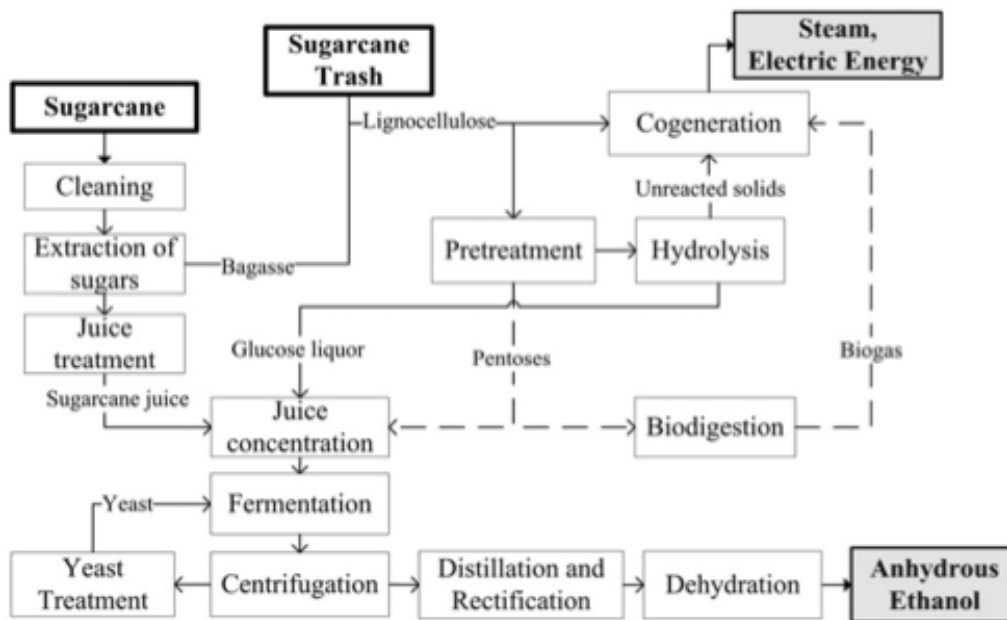 Steam,
Electric Energy
Sugarcane
Trash
Sugarcane
Lignocellulose
Cogeneration
Cleaning
Unreacted solids
Extraction of
sugars
Bagasse
Pretreatment
Hydrolysis
Juice
treatment
Glucose liquor
Pentoses
Biogas
Sugarcane juice
Juice
concentration
Biodigestion
Yeast
Fermentation
Yeast
Treatment
Centrifugation
Distillation and
Rectification
Dehydration
Anhydrous
Ethanol